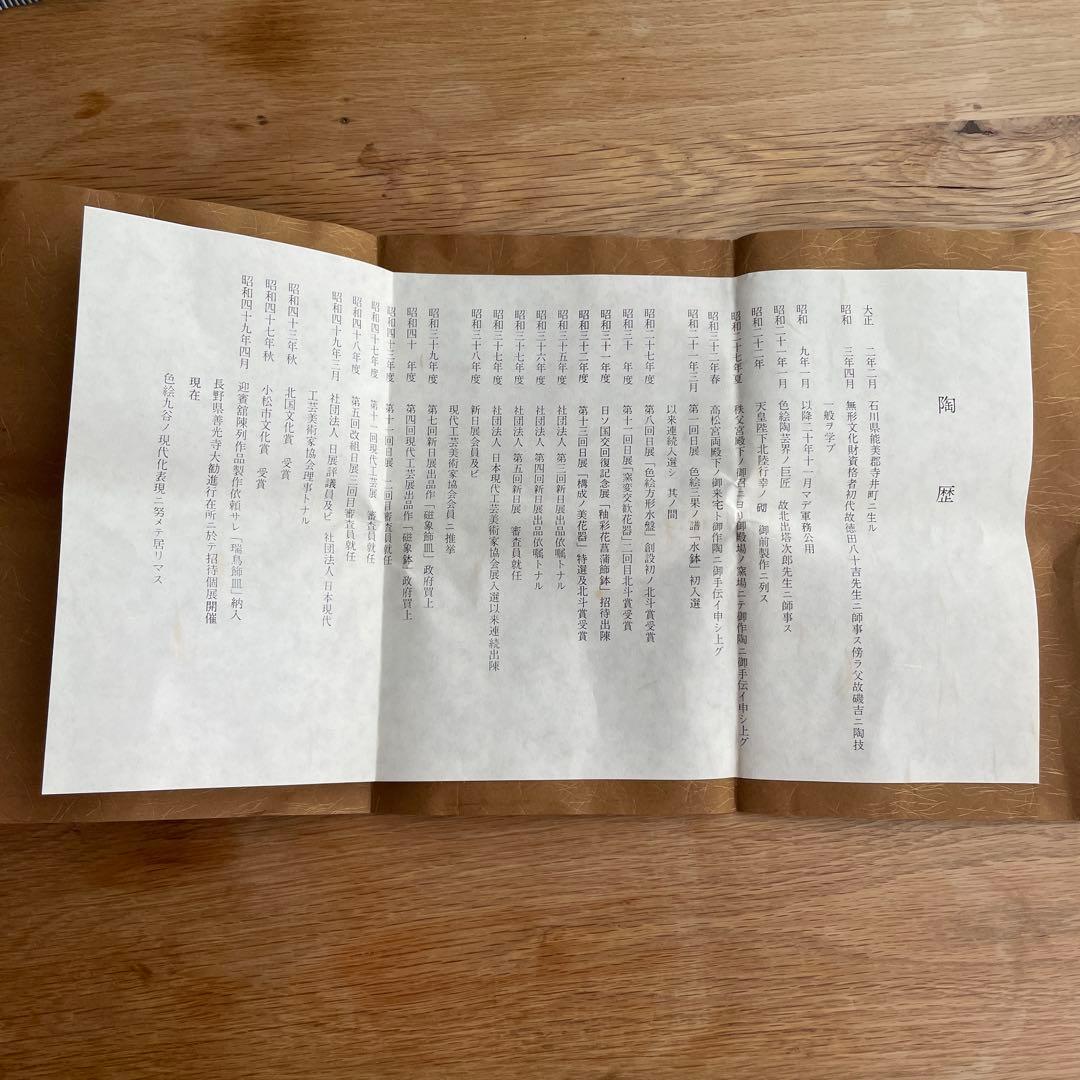 陶歴
大正 二年二月 石川県能美郡寺井町ニ生ル
昭和 三年四月 無形文化財資格者初代故徳田八十吉先生ニ師事ス傍ラ父故磯吉ニ陶技
一般ヲ学ブ
昭和 九年一月 以降二十年十一月マデ軍務公用
昭和二十一年一月 色絵陶芸界ノ巨匠 故北出塔次郎先生ニ師事ス
昭和二十二年 天皇陛下北陸行幸ノ砌 御前製作ニ列ス
昭和二十七年夏 秩父宮殿下ノ御召ニヨリ御殿場ノ窯場ニテ御作陶ニ御手伝イ申シ上グ
昭和三十二年春 高松宮両殿下ノ御来宅ト御作陶ニ御手伝イ申シ上グ
昭和二十一年三月 第一回日展 色絵三果ノ譜「水鉢」初入選
以来連続入選シ 其ノ間
昭和二十七年度 第八回日展「色絵方形水盤」創設初ノ北斗賞受賞
昭和三十 年度 第十一回日展「窯変交歓花器」二回目北斗賞受賞
昭和三十一年度 日ソ国交回復記念展「釉彩花菖蒲飾鉢」招待出陳
昭和三十二年度 第十三回日展「構成ノ美花器」特選及北斗賞受賞
昭和三十五年度 社団法人 第三回新日展出品依嘱トナル
昭和三十六年度 社団法人 第四回新日展出品依嘱トナル
昭和三十七年度 社団法人 第五回新日展 審査員就任
昭和三十七年度 社団法人 日本現代工芸美術家協会展入選以来連続出陳
昭和三十八年度 新日展会員及ビ
現代工芸美術家協会会員ニ推挙
昭和三十九年度 第七回新日展出品作「磁象飾皿」政府買上
昭和四十 年度 第四回現代工芸展出品作「磁象鉢」政府買上
昭和四十三年度 第十一回日展 二回目審査員就任
昭和四十七年度 第十一回現代工芸展 審査員就任
昭和四十八年度 第五回改組日展三回目審査員就任
昭和四十九年三月 社団法人 日展評議員及ビ 社団法人日本現代
工芸美術家協会理事トナル
昭和四十三年秋 北国文化賞 受賞
昭和四十七年秋 小松市文化賞 受賞
昭和四十九年四月 迎賓舘陳列作品製作依頼サレ「瑞鳥飾皿」納入
長野県善光寺大勧進行在所ニ於テ招待個展開催
現在
色絵九谷ノ現代化表現ニ努メテ居リマス